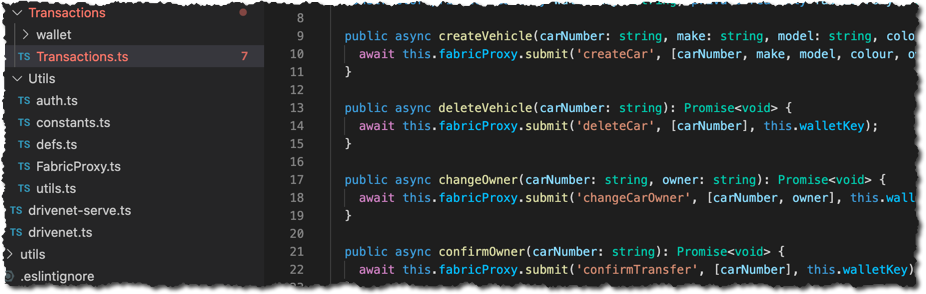 Transactions
wallet
TS Transactions.ts 7
Utils
TS auth.ts
TS constants.ts
TS defs.ts
TS FabricProxy.ts
TS utils.ts
TS drivenet-serve.ts
TS drivenet.ts
utils
.eslintignore
8
9 public async createVehicle(carNumber: string, make: string, model: string, colo
10 await this.fabricProxy.submit('createCar', [carNumber, make, model, colour, o
11 }
12
13 public async deleteVehicle(carNumber: string): Promise<void> {
14 await this.fabricProxy.submit('deleteCar', [carNumber], this.walletKey);
15 }
16
17 public async changeOwner(carNumber: string, owner: string): Promise<void> {
18 await this.fabricProxy.submit('changeCarOwner', [carNumber, owner], this.wall
19 }
20
21 public async confirmOwner(carNumber: string): Promise<void> {
22 await this.fabricProxy.submit('confirmTransfer', [carNumber], this.walletKey)